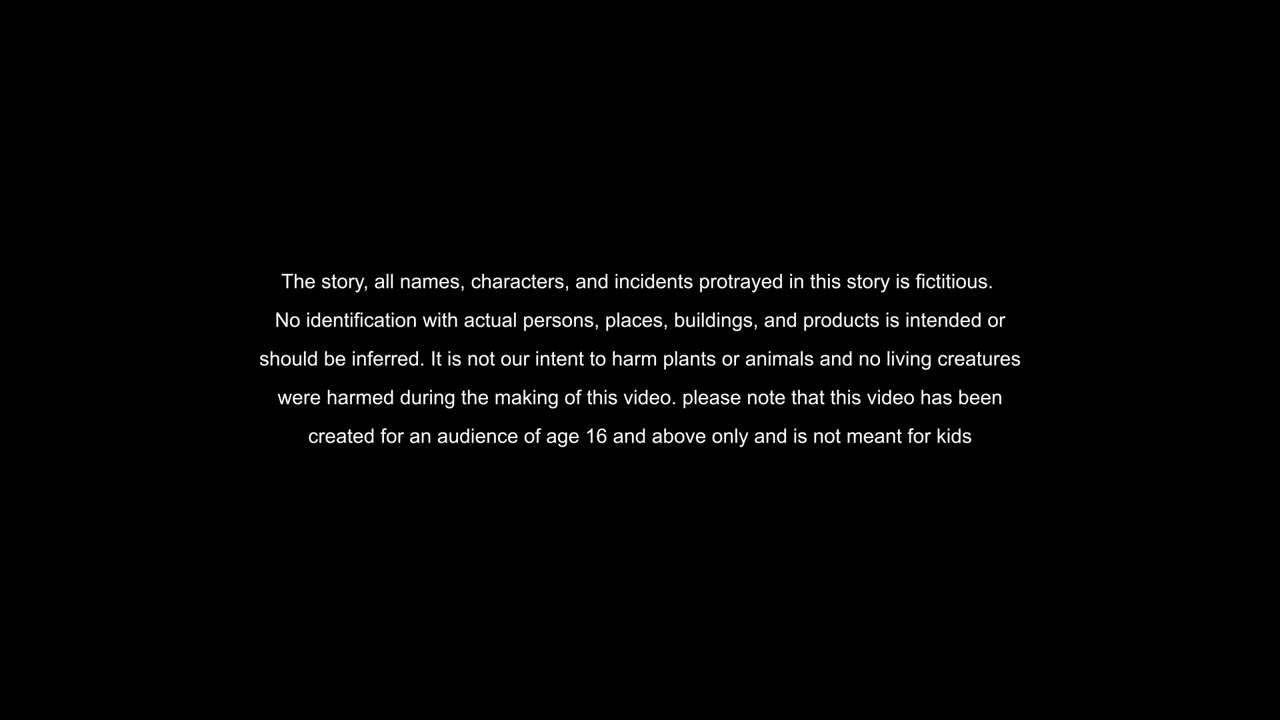 The story, all names, characters, and incidents protrayed in this story is fictitious.
No identification with actual persons, places, buildings, and products is intended or
should be inferred. It is not our intent to harm plants or animals and no living creatures
were harmed during the making of this video. please note that this video has been
created for an audience of age 16 and above only and is not meant for kids